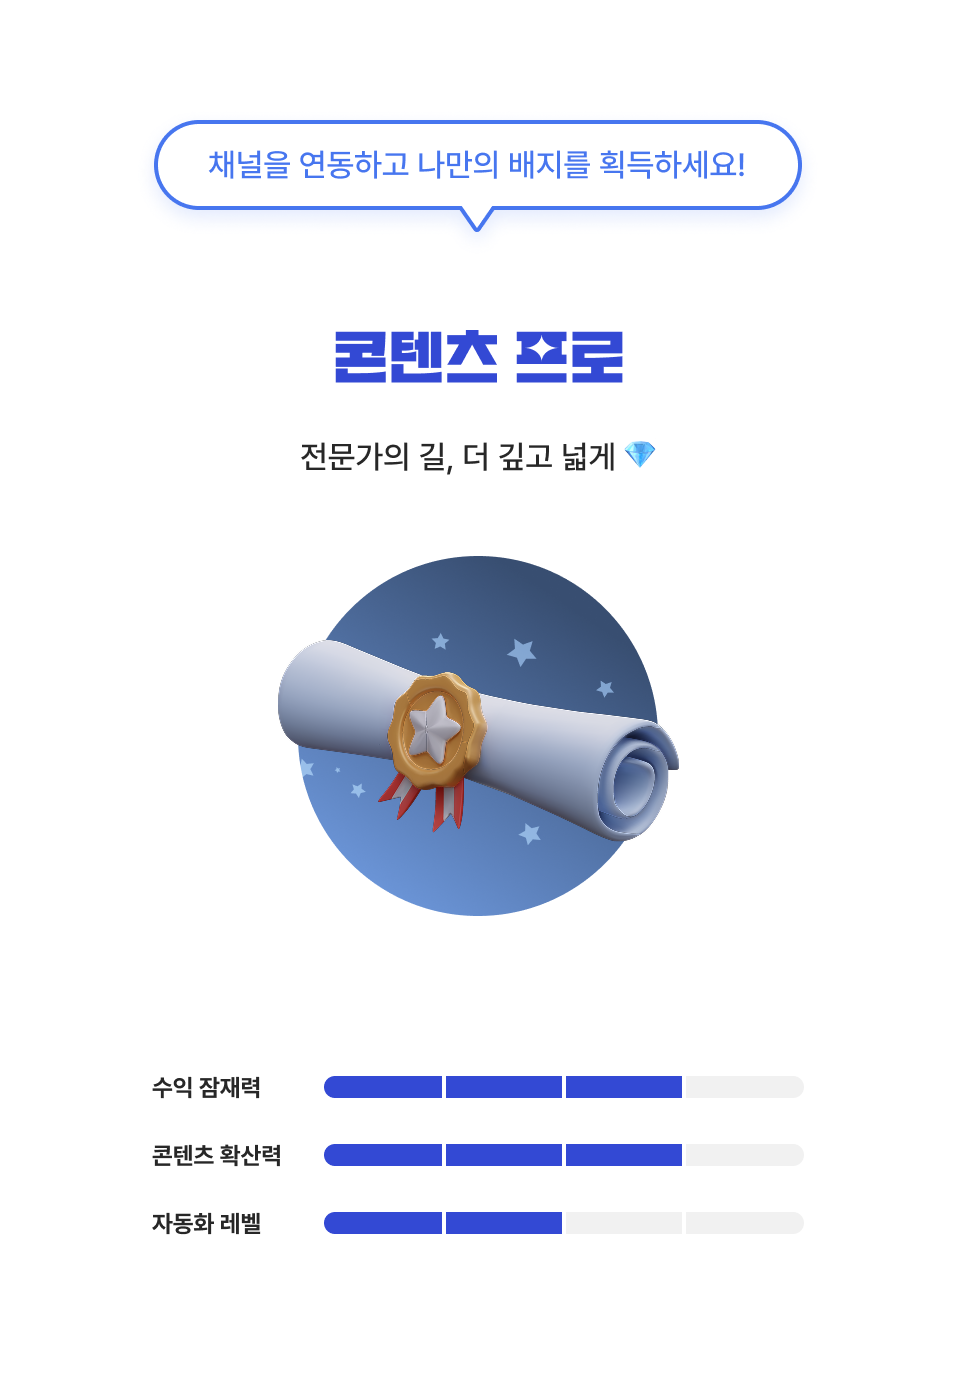 채널을 연동하고 나만의 배지를 획득하세요!
콘텐츠 프로
전문가의 길, 더 깊고 넓게 💎
수익 잠재력
콘텐츠 확산력
자동화 레벨